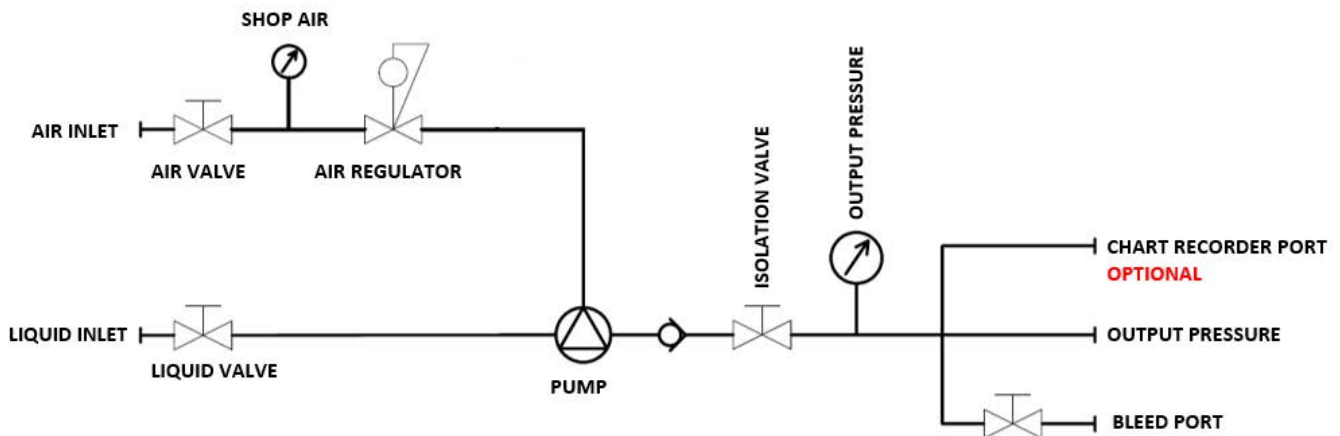 SHOP AIR
AIR INLET
AIR VALVE
AIR REGULATOR
ISOLATION VALVE
OUTPUT PRESSURE
CHART RECORDER PORT
OPTIONAL
LIQUID INLET
OUTPUT PRESSURE
LIQUID VALVE
PUMP
BLEED PORT